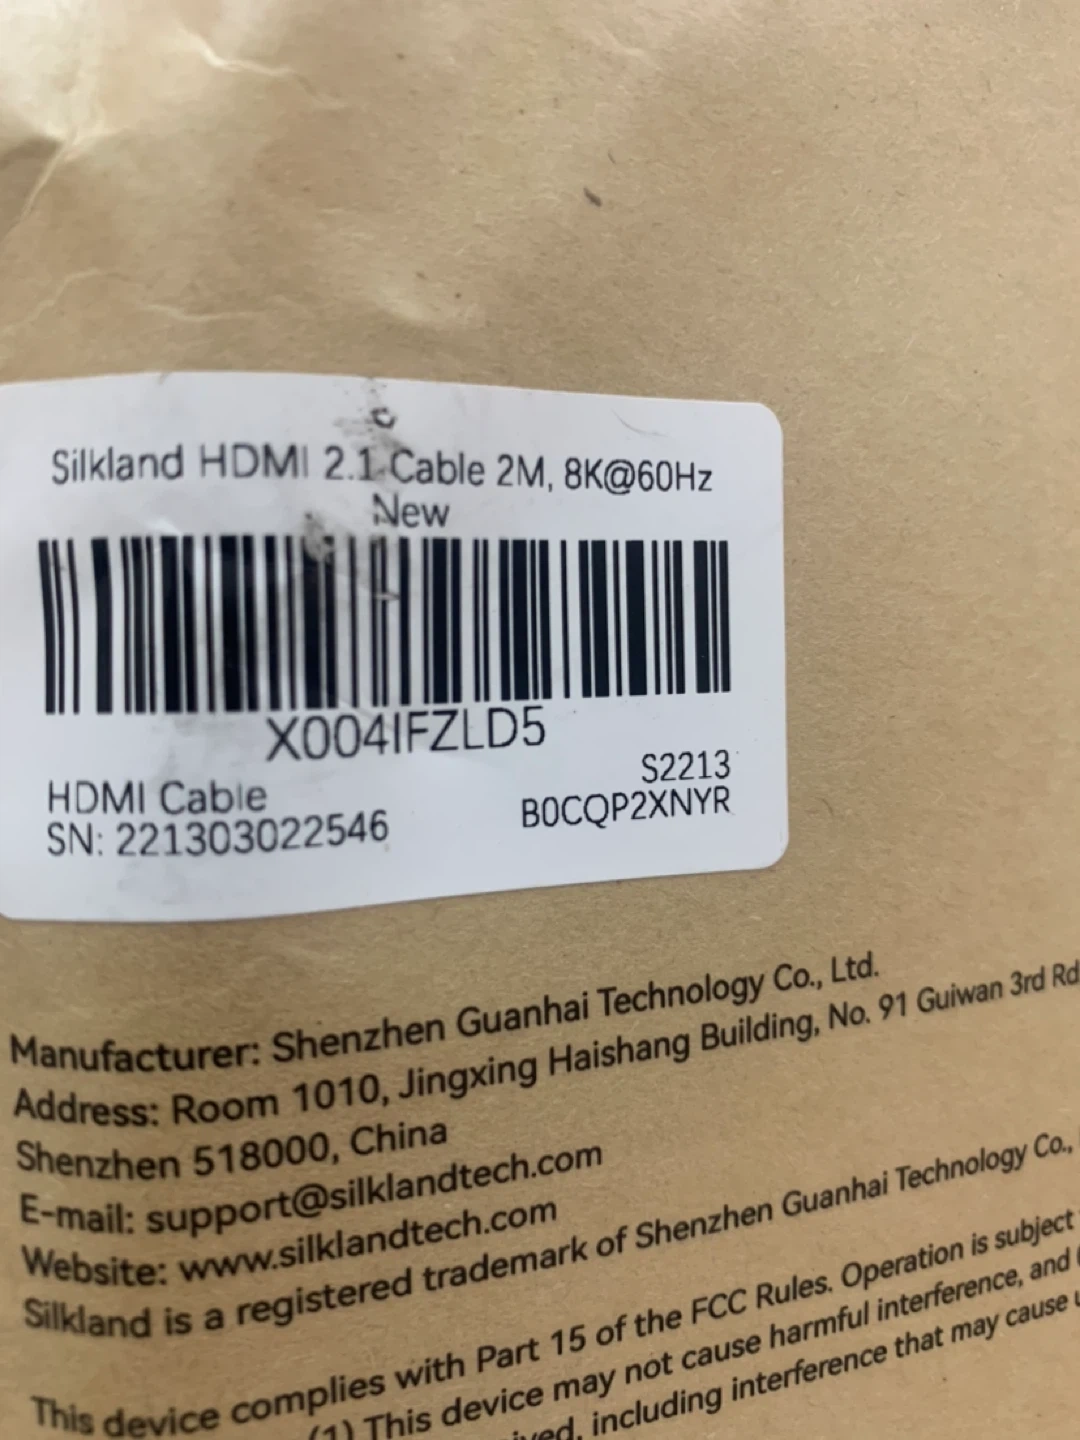 Silkland HDMI 2.1 Cable 2M, 8K@60Hz
New
X004IFZLD5
HDMI Cable
SN: 221303022546
S2213
B0CQP2XNYR
Manufacturer: Shenzhen Guanhai Technology Co., Ltd.
Address: Room 1010, Jingxing Haishang Building, No. 91 Guiwan 3rd Rd
Shenzhen 518000, China
E-mail: support@silklandtech.com
Website: www.silklandtech.com
Silkland is a registered trademark of Shenzhen Guanhai Technology Co.,
This device complies with Part 15 of the FCC Rules. Operation is subject
(1) This device may not cause harmful interference, and
including interference that may cause